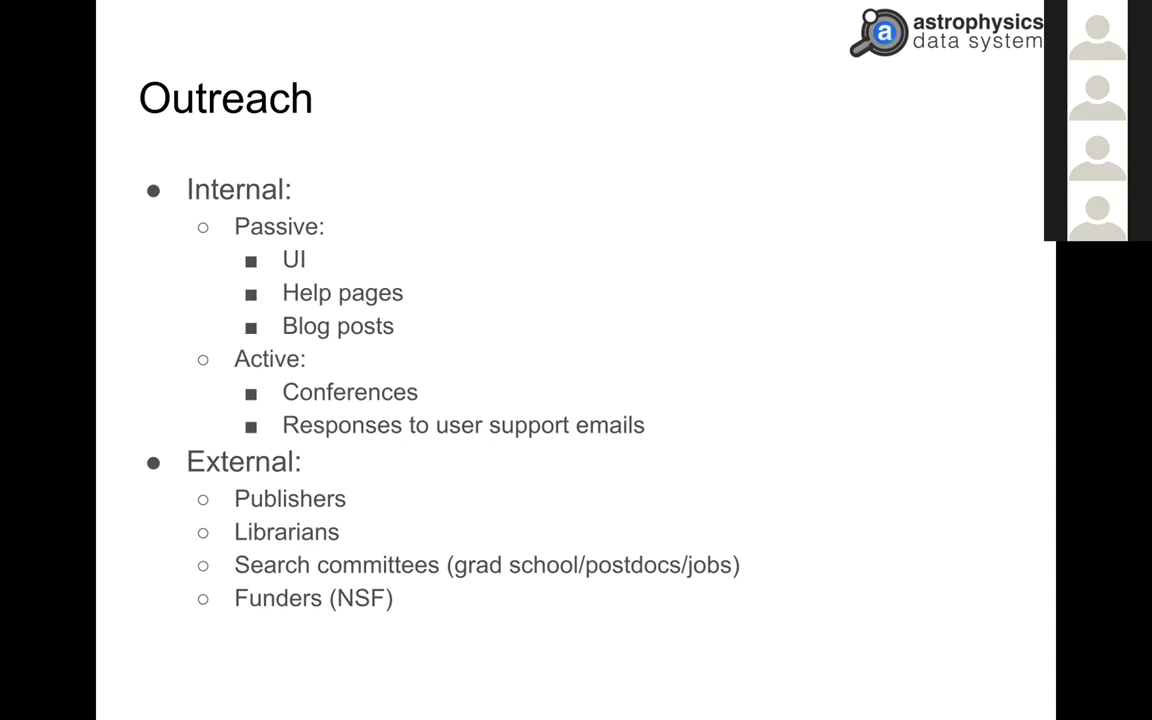 astrophysics
data system
Outreach
● Internal:
○ Passive:
■ UI
■ Help pages
■ Blog posts
○ Active:
■ Conferences
■ Responses to user support emails
● External:
○ Publishers
○ Librarians
○ Search committees (grad school/postdocs/jobs)
○ Funders (NSF)